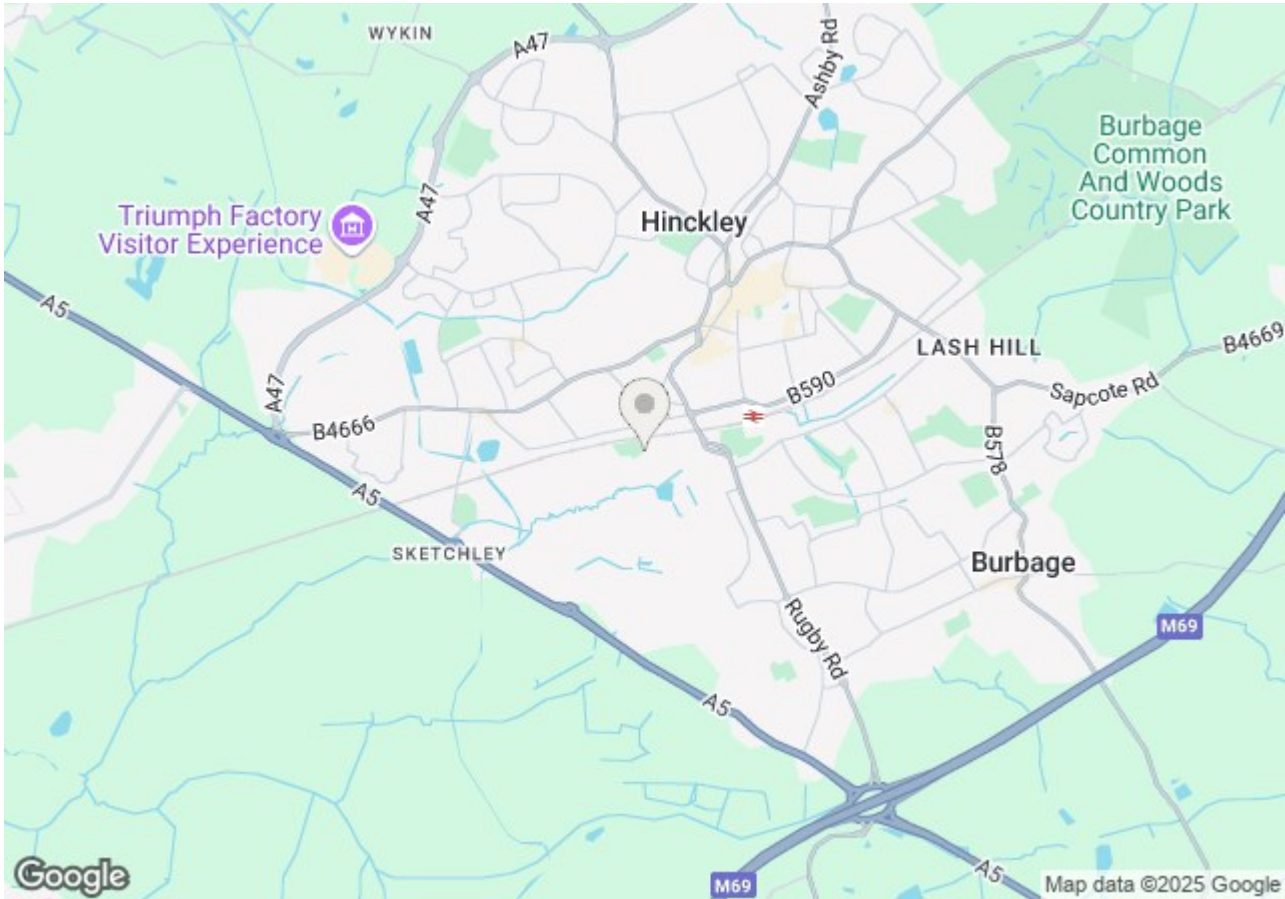 WYKIN
A47
Ashby Rd
Burbage
Common
And Woods
Country Park
A47
Triumph Factory
Visitor Experience
Hinckley
A5
B4669
LASH HILL
Sapcote Rd
A47
B590
B4666
B578
A5
SKETCHLEY
Burbage
Rugby Rd
M69
A5
A5
Google
M69
Map data ©2025 Google